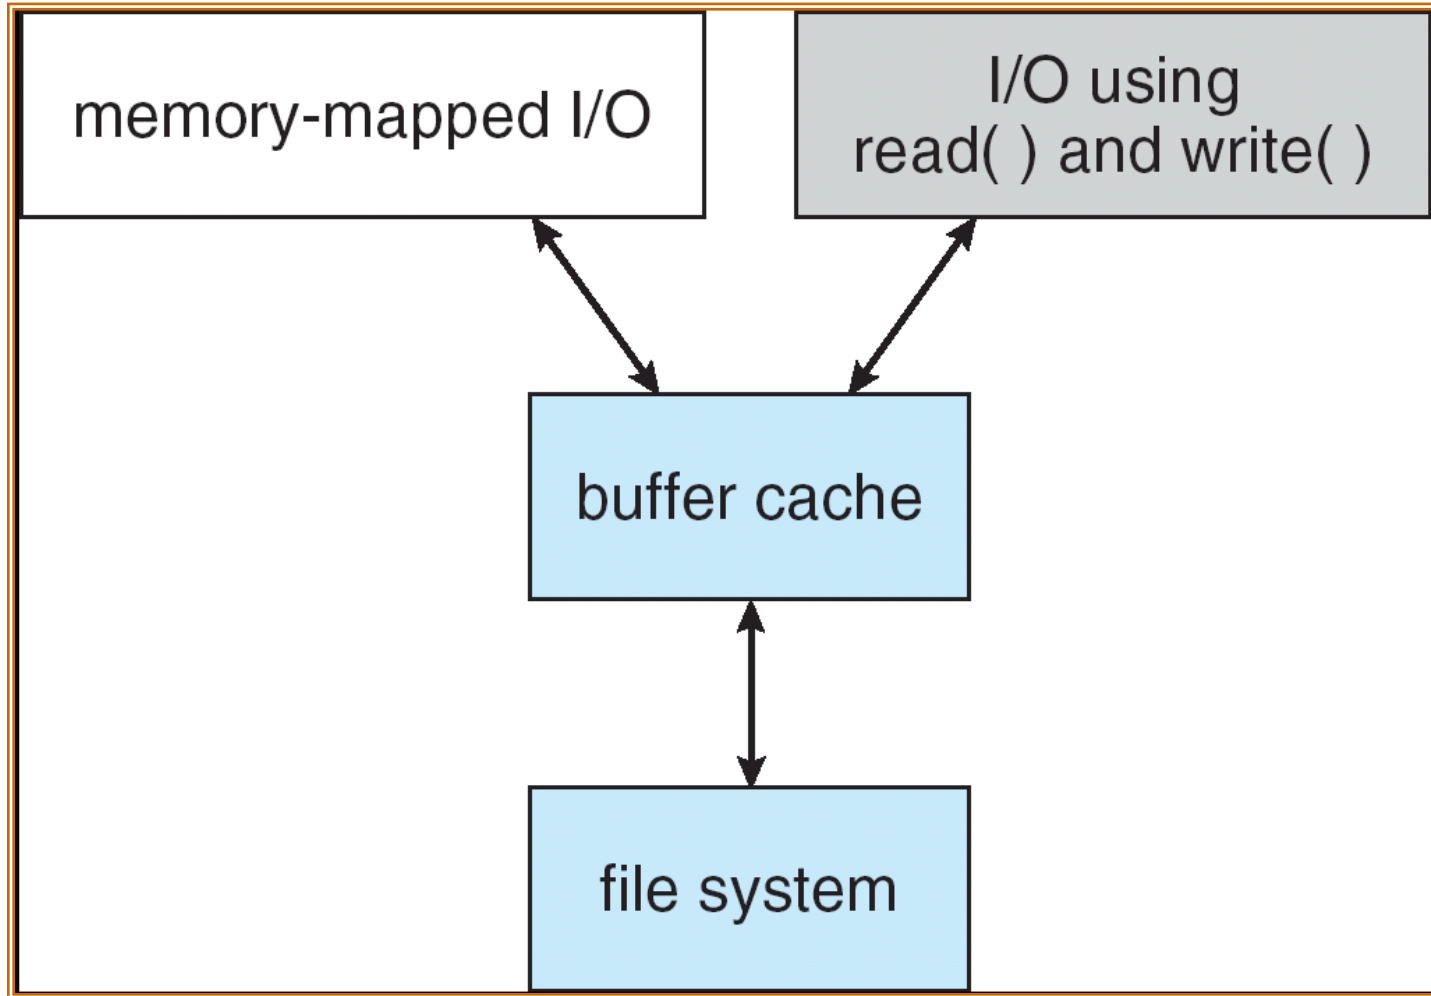 memory-mapped I/O
I/O using
read( ) and write( )
buffer cache
file system